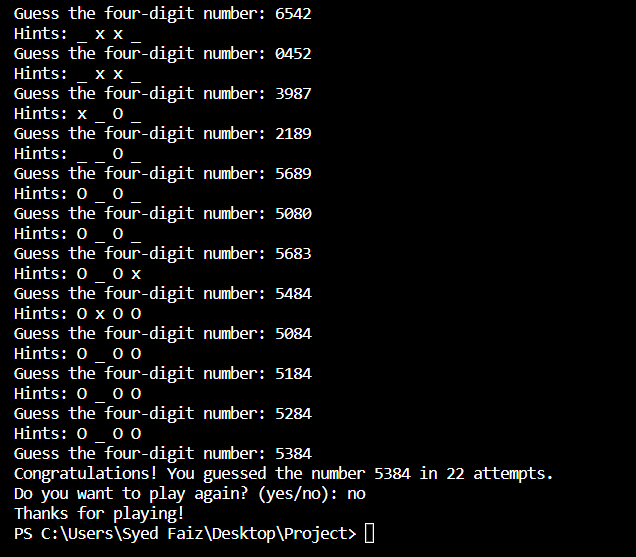 Guess the four-digit number: 6542
Hints: _ x x _
Guess the four-digit number: 0452
Hints: _ x x _
Guess the four-digit number: 3987
Hints: x _ O _
Guess the four-digit number: 2189
Hints: _ _ O _
Guess the four-digit number: 5689
Hints: O _ O _
Guess the four-digit number: 5080
Hints: O _ O _
Guess the four-digit number: 5683
Hints: O _ O x
Guess the four-digit number: 5484
Hints: O x O O
Guess the four-digit number: 5084
Hints: O _ O O
Guess the four-digit number: 5184
Hints: O _ O O
Guess the four-digit number: 5284
Hints: O _ O O
Guess the four-digit number: 5384
Congratulations! You guessed the number 5384 in 22 attempts.
Do you want to play again? (yes/no): no
Thanks for playing!
PS C:\Users\Syed Faiz\Desktop\Project>